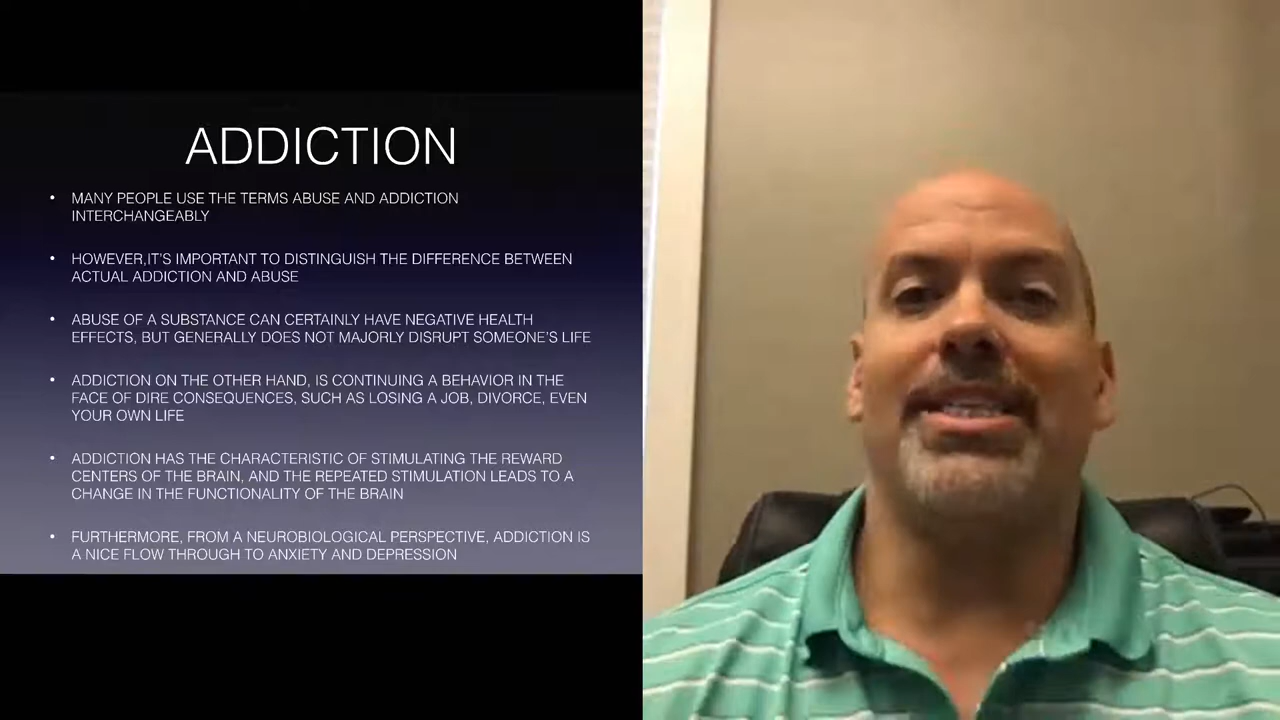 ADDICTION
• MANY PEOPLE USE THE TERMS ABUSE AND ADDICTION
INTERCHANGEABLY
• HOWEVER,IT'S IMPORTANT TO DISTINGUISH THE DIFFERENCE BETWEEN
ACTUAL ADDICTION AND ABUSE
• ABUSE OF A SUBSTANCE CAN CERTAINLY HAVE NEGATIVE HEALTH
EFFECTS, BUT GENERALLY DOES NOT MAJORLY DISRUPT SOMEONE'S LIFE
• ADDICTION ON THE OTHER HAND, IS CONTINUING A BEHAVIOR IN THE
FACE OF DIRE CONSEQUENCES, SUCH AS LOSING A JOB, DIVORCE, EVEN
YOUR OWN LIFE
• ADDICTION HAS THE CHARACTERISTIC OF STIMULATING THE REWARD
CENTERS OF THE BRAIN, AND THE REPEATED STIMULATION LEADS TO A
CHANGE IN THE FUNCTIONALITY OF THE BRAIN
• FURTHERMORE, FROM A NEUROBIOLOGICAL PERSPECTIVE, ADDICTION IS
A NICE FLOW THROUGH TO ANXIETY AND DEPRESSION